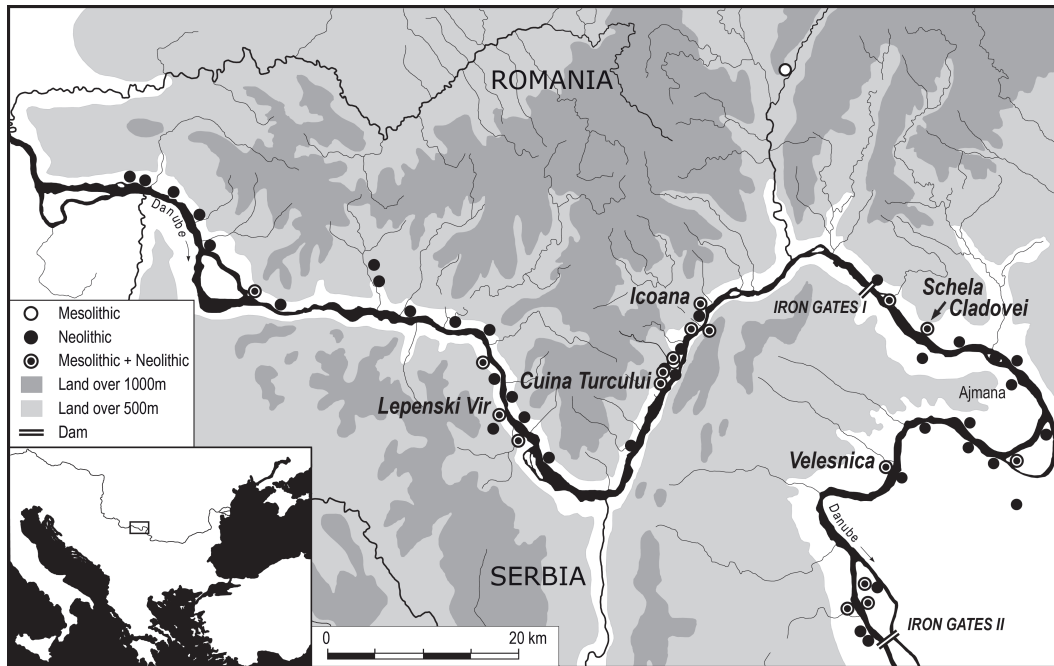 ROMANIA
Danube
Icoana
IRON GATES I
Schela
Cladovei
Mesolithic
Neolithic
Mesolithic + Neolithic
Land over 1000m
Land over 500m
Dam
Cuina Turcului
Ajmana
Lepenski Vir
Velesnica
Danube
SERBIA
IRON GATES II
0 20 km